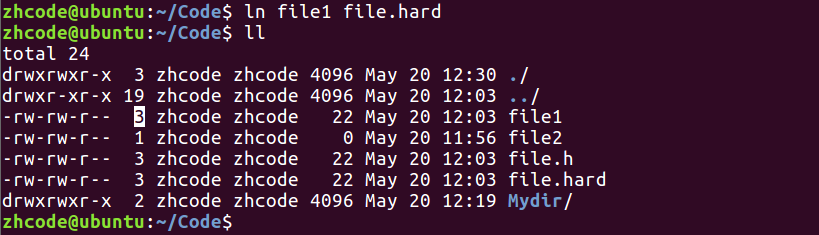 zhcode@ubuntu:~/Code$ ln file1 file.hard
zhcode@ubuntu:~/Code$ ll
total 24
drwxrwxr-x  3 zhcode zhcode 4096 May 20 12:30 ./
drwxr-xr-x 19 zhcode zhcode 4096 May 20 12:03 ../
-rw-rw-r--  3 zhcode zhcode   22 May 20 12:03 file1
-rw-rw-r--  1 zhcode zhcode    0 May 20 11:56 file2
-rw-rw-r--  3 zhcode zhcode   22 May 20 12:03 file.h
-rw-rw-r--  3 zhcode zhcode   22 May 20 12:03 file.hard
drwxrwxr-x  2 zhcode zhcode 4096 May 20 12:19 Mydir/
zhcode@ubuntu:~/Code$